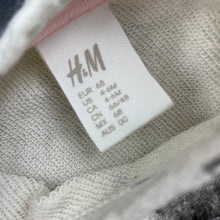 H&M
EUR 68
US 4-6M
CA 4-6M
CN 66/48
MX 68
AUS 00